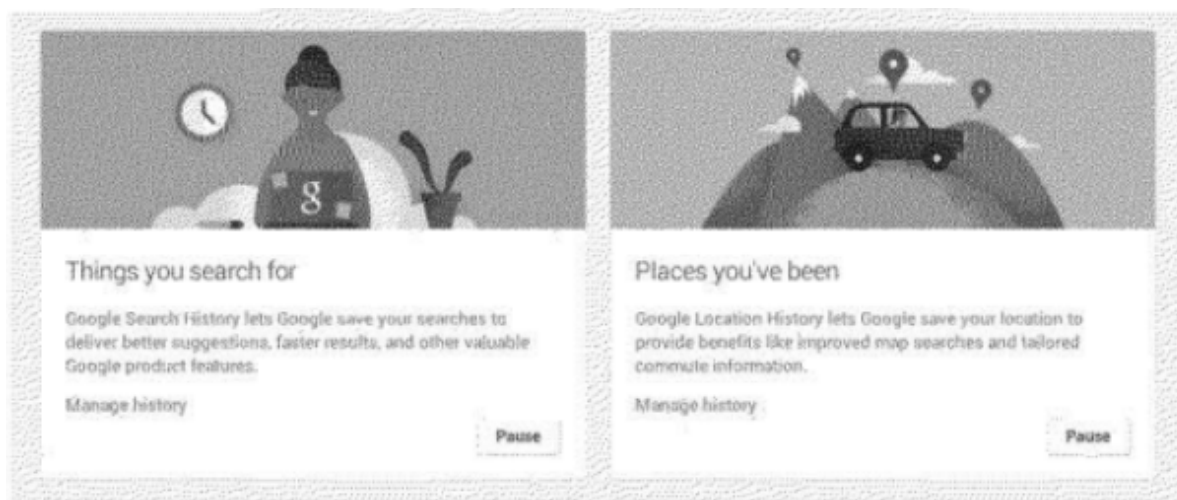 g
Things you search for
Google Search History lets Google save your searches to
deliver better suggestions, faster results, and other valuable
Google product features.
Manage history
Pause
Places you've been
Google Location History lets Google save your location to
provide benefits like improved map searches and tailored
commute information.
Manage history
Pause